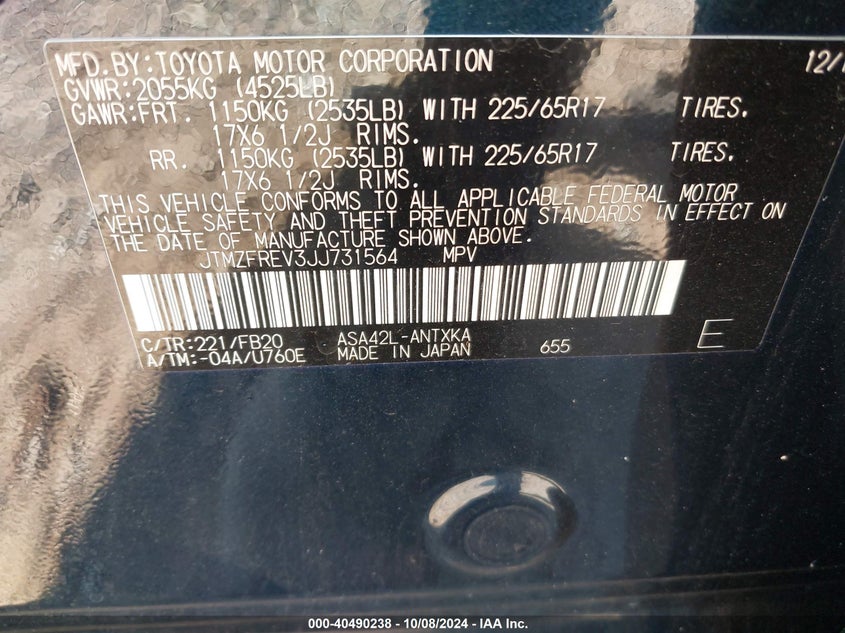 MFD.BY:TOYOTA MOTOR CORPORATION 12/1
GVWR:2055KG (4525LB)
GAWR:FRT. 1150KG (2535LB) WITH 225/65R17 TIRES.
17X6 1/2J RIMS.
RR. 1150KG (2535LB) WITH 225/65R17 TIRES.
17X6 1/2J RIMS.
THIS VEHICLE CONFORMS TO ALL APPLICABLE FEDERAL MOTOR
VEHICLE SAFETY AND THEFT PREVENTION STANDARDS IN EFFECT ON
THE DATE OF MANUFACTURE SHOWN ABOVE.
JTMZFREV3JJ731564 MPV
C/TR:221/FB20 ASA42L-ANTXKA
A/TM:-04A/U760E MADE IN JAPAN 655 E
000-40490238 - 10/08/2024 - IAA Inc.